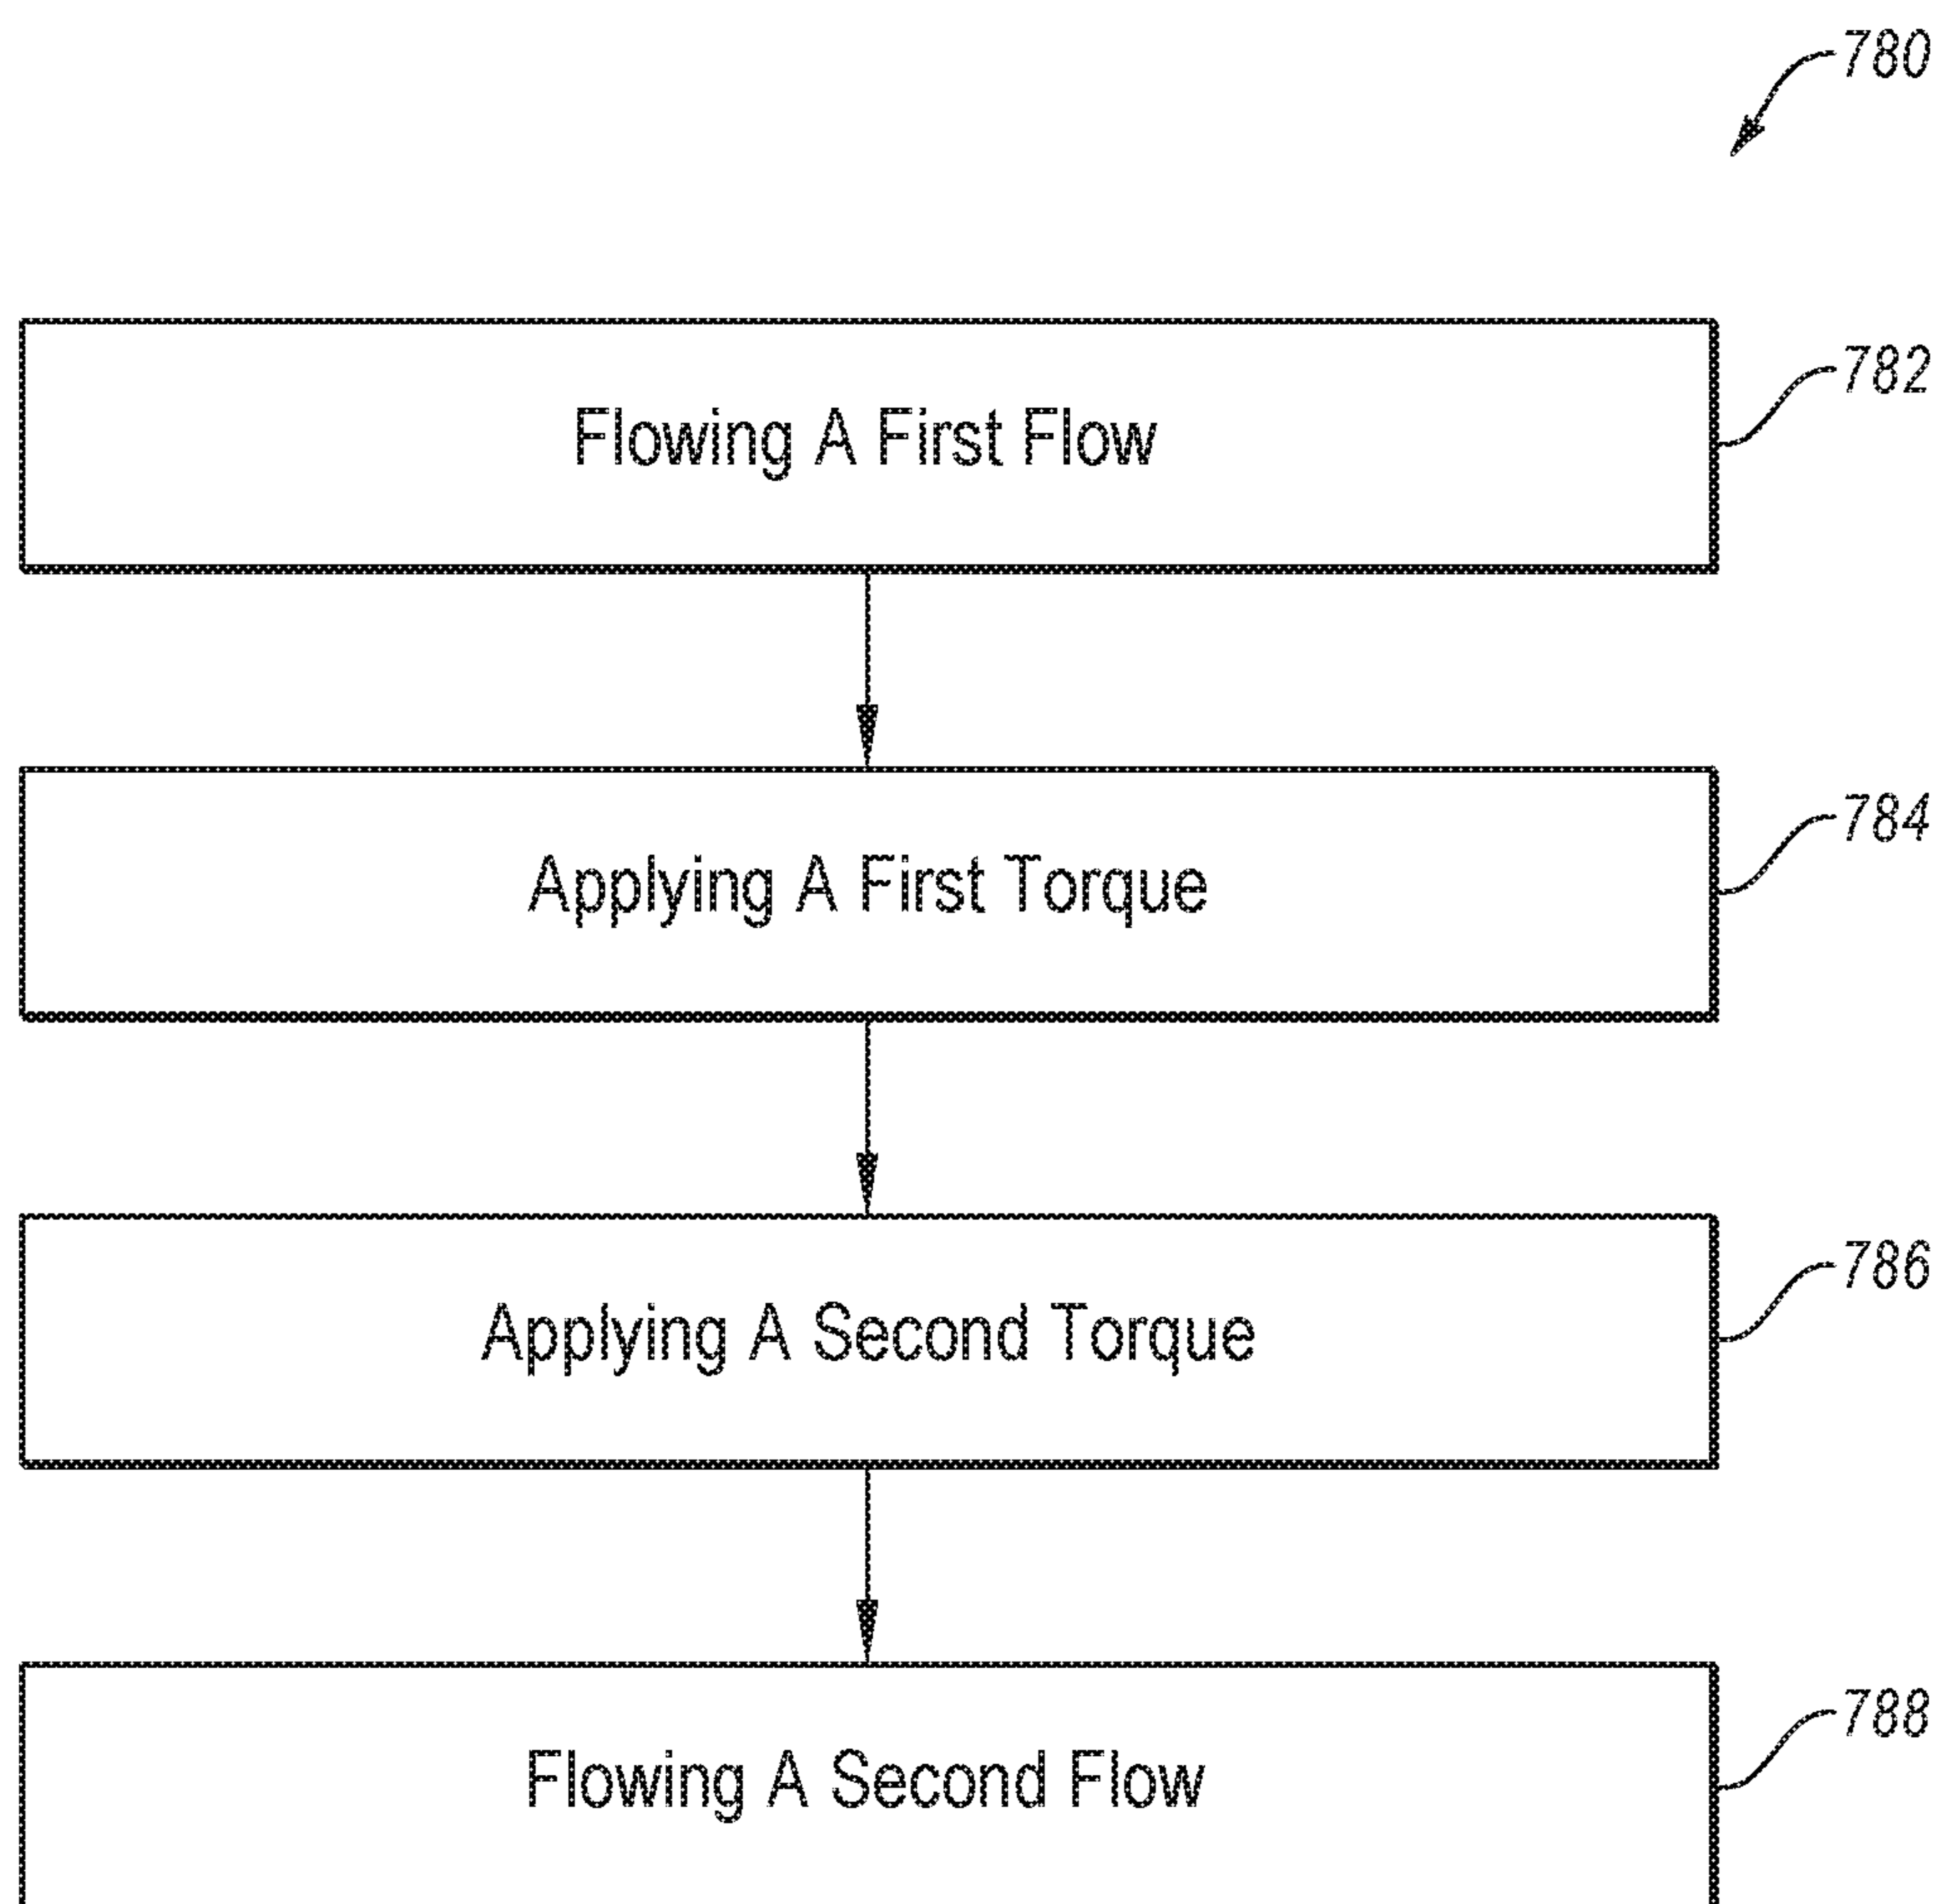 780
782
Flowing A First Flow
784
Applying A First Torque
786
Applying A Second Torque
788
Flowing A Second Flow